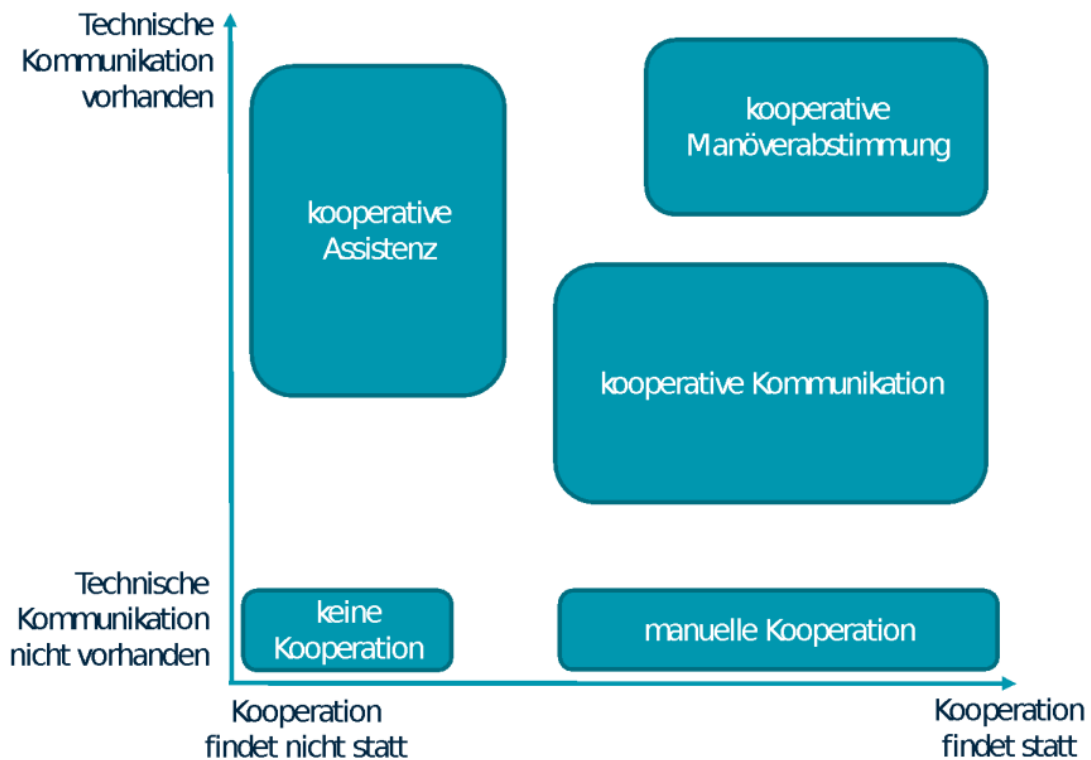 Technische
Kommunikation
vorhanden
kooperative
Manöverabstimmung
kooperative
Assistenz
kooperative Kommunikation
Technische
Kommunikation
nicht vorhanden
keine
Kooperation
manuelle Kooperation
Kooperation
findet nicht statt
Kooperation
findet statt